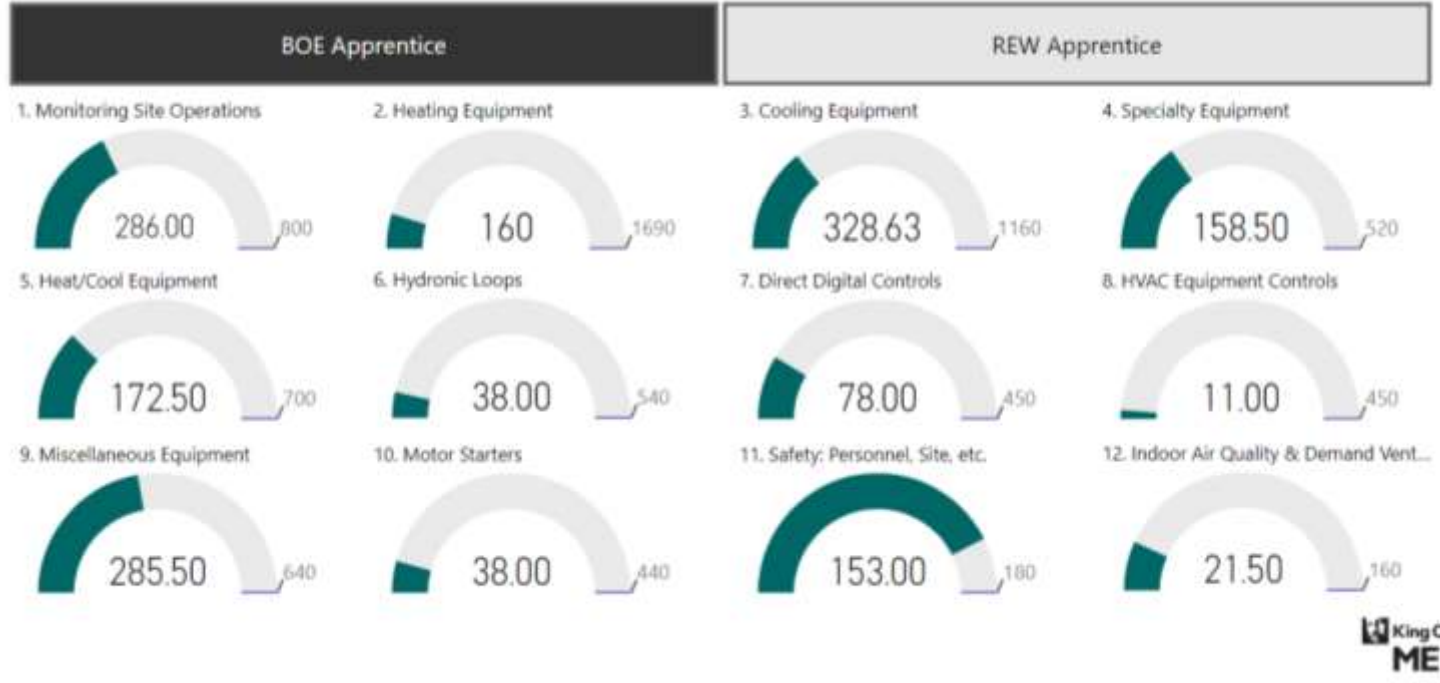 BOE Apprentice
REW Apprentice
1. Monitoring Site Operations
2. Heating Equipment
3. Cooling Equipment
4. Specialty Equipment
286.00
800
160
1690
328.63
1160
158.50
520
5. Heat/Cool Equipment
6. Hydronic Loops
7. Direct Digital Controls
8. HVAC Equipment Controls
172.50
700
38.00
540
78.00
450
11.00
450
9. Miscellaneous Equipment
10. Motor Starters
11. Safety: Personnel, Site, etc.
12. Indoor Air Quality & Demand Vent...
285.50
640
38.00
440
153.00
180
21.50
160
King C
ME